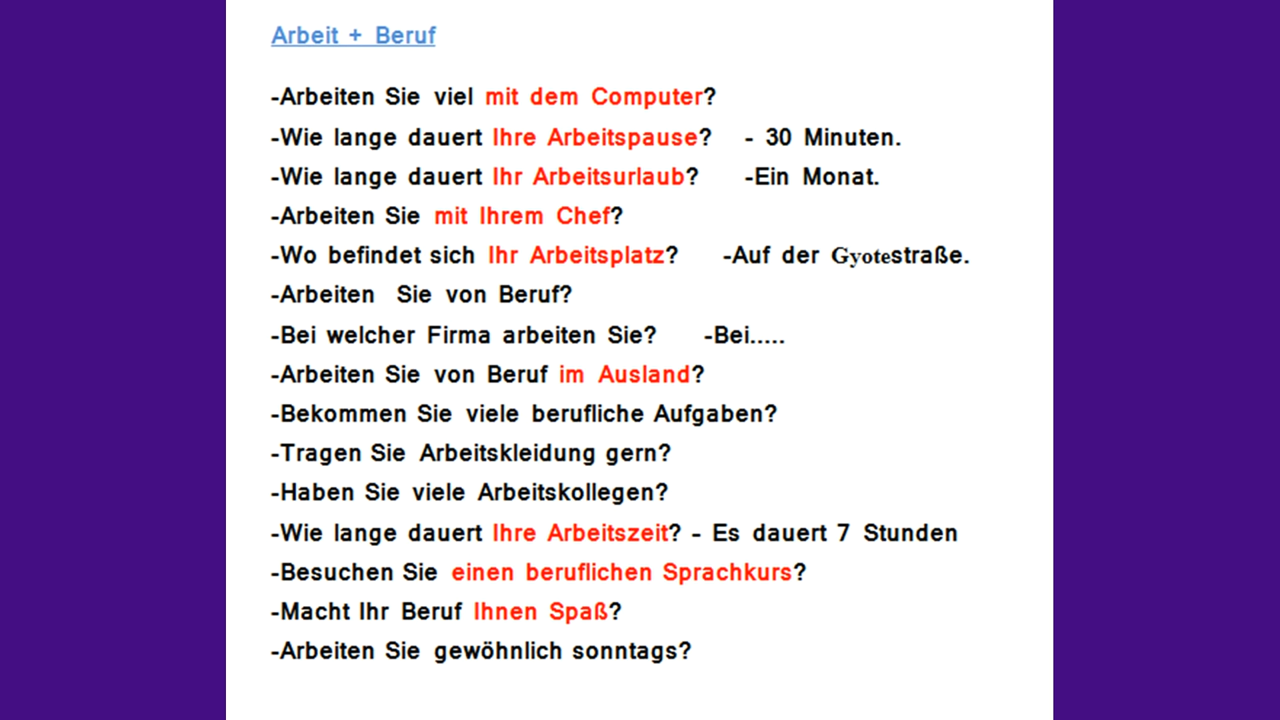 Arbeit + Beruf
-Arbeiten Sie viel mit dem Computer?
-Wie lange dauert Ihre Arbeitspause? - 30 Minuten.
-Wie lange dauert Ihr Arbeitsurlaub? -Ein Monat.
-Arbeiten Sie mit Ihrem Chef?
-Wo befindet sich Ihr Arbeitsplatz? -Auf der Gyotestraße.
-Arbeiten Sie von Beruf?
-Bei welcher Firma arbeiten Sie? -Bei.....
-Arbeiten Sie von Beruf im Ausland?
-Bekommen Sie viele berufliche Aufgaben?
-Tragen Sie Arbeitskleidung gern?
-Haben Sie viele Arbeitskollegen?
-Wie lange dauert Ihre Arbeitszeit? - Es dauert 7 Stunden
-Besuchen Sie einen beruflichen Sprachkurs?
-Macht Ihr Beruf Ihnen Spaß?
-Arbeiten Sie gewöhnlich sonntags?